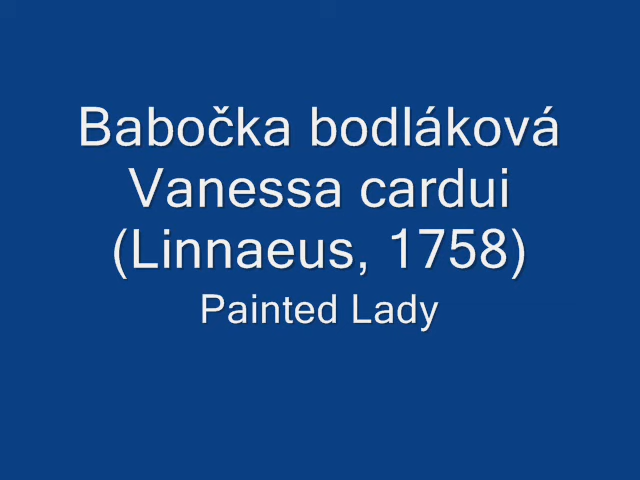 Babočka bodláková
Vanessa cardui
(Linnaeus, 1758)
Painted Lady